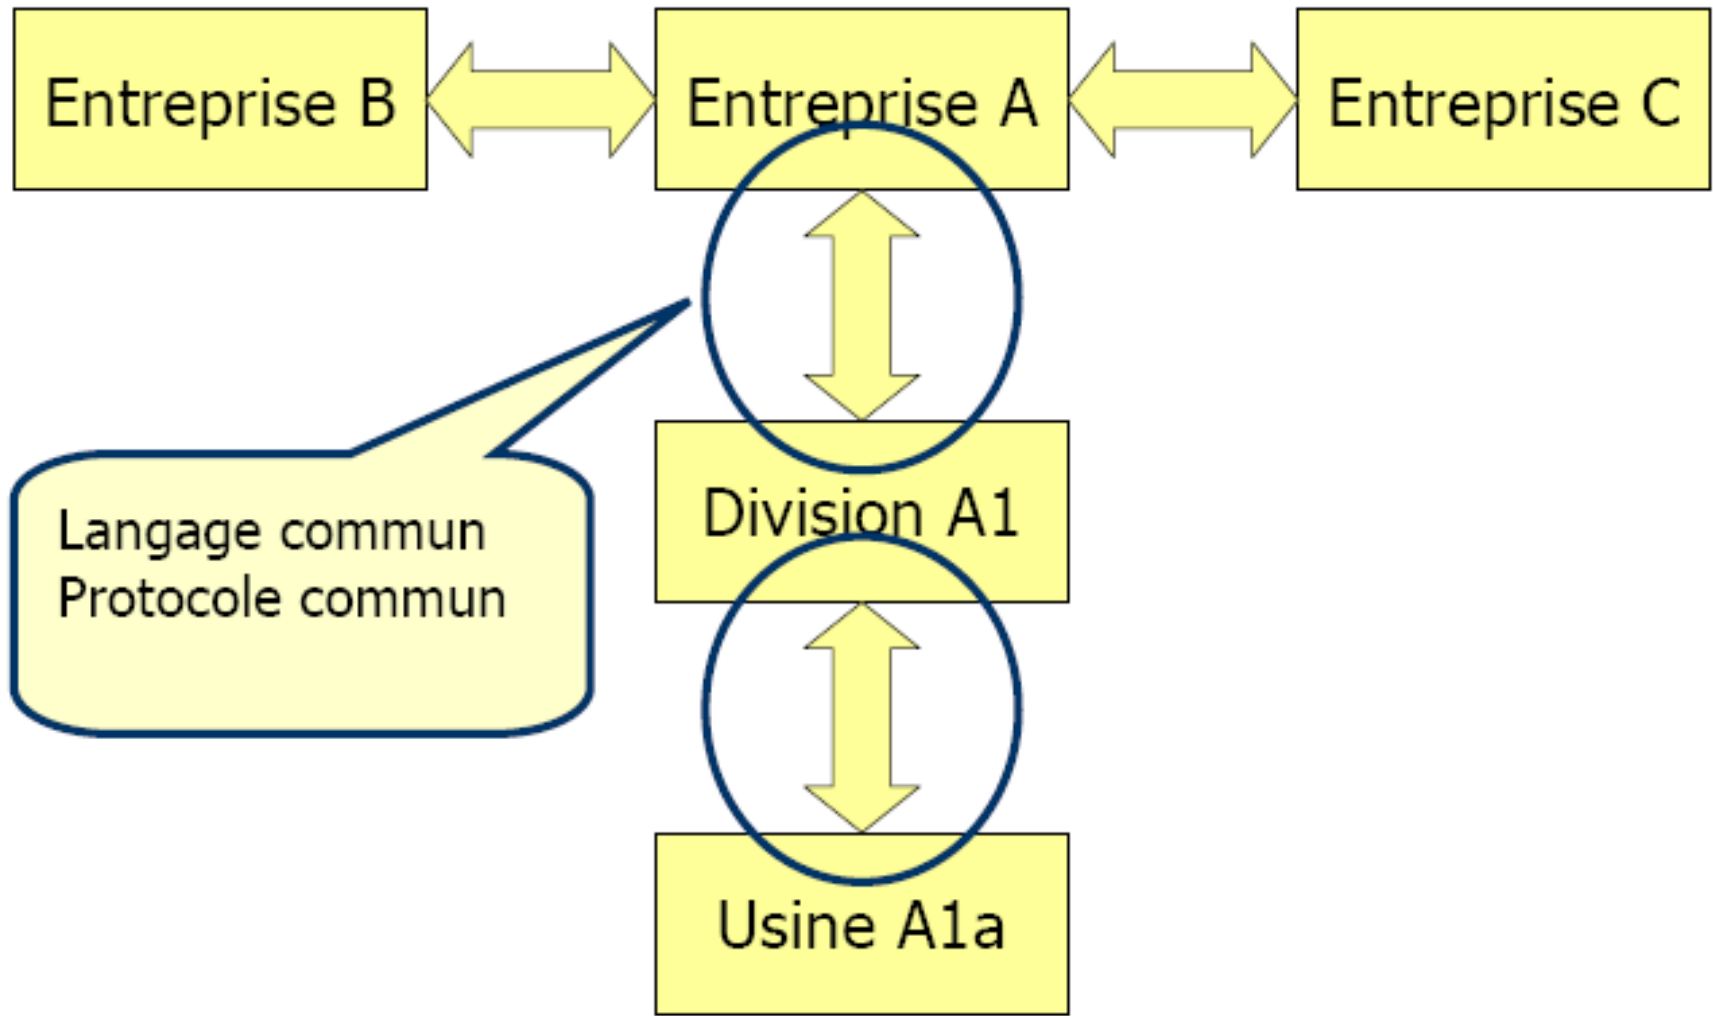 Entreprise B
Entreprise A
Entreprise C
Langage commun
Protocole commun
Division A1
Usine A1a